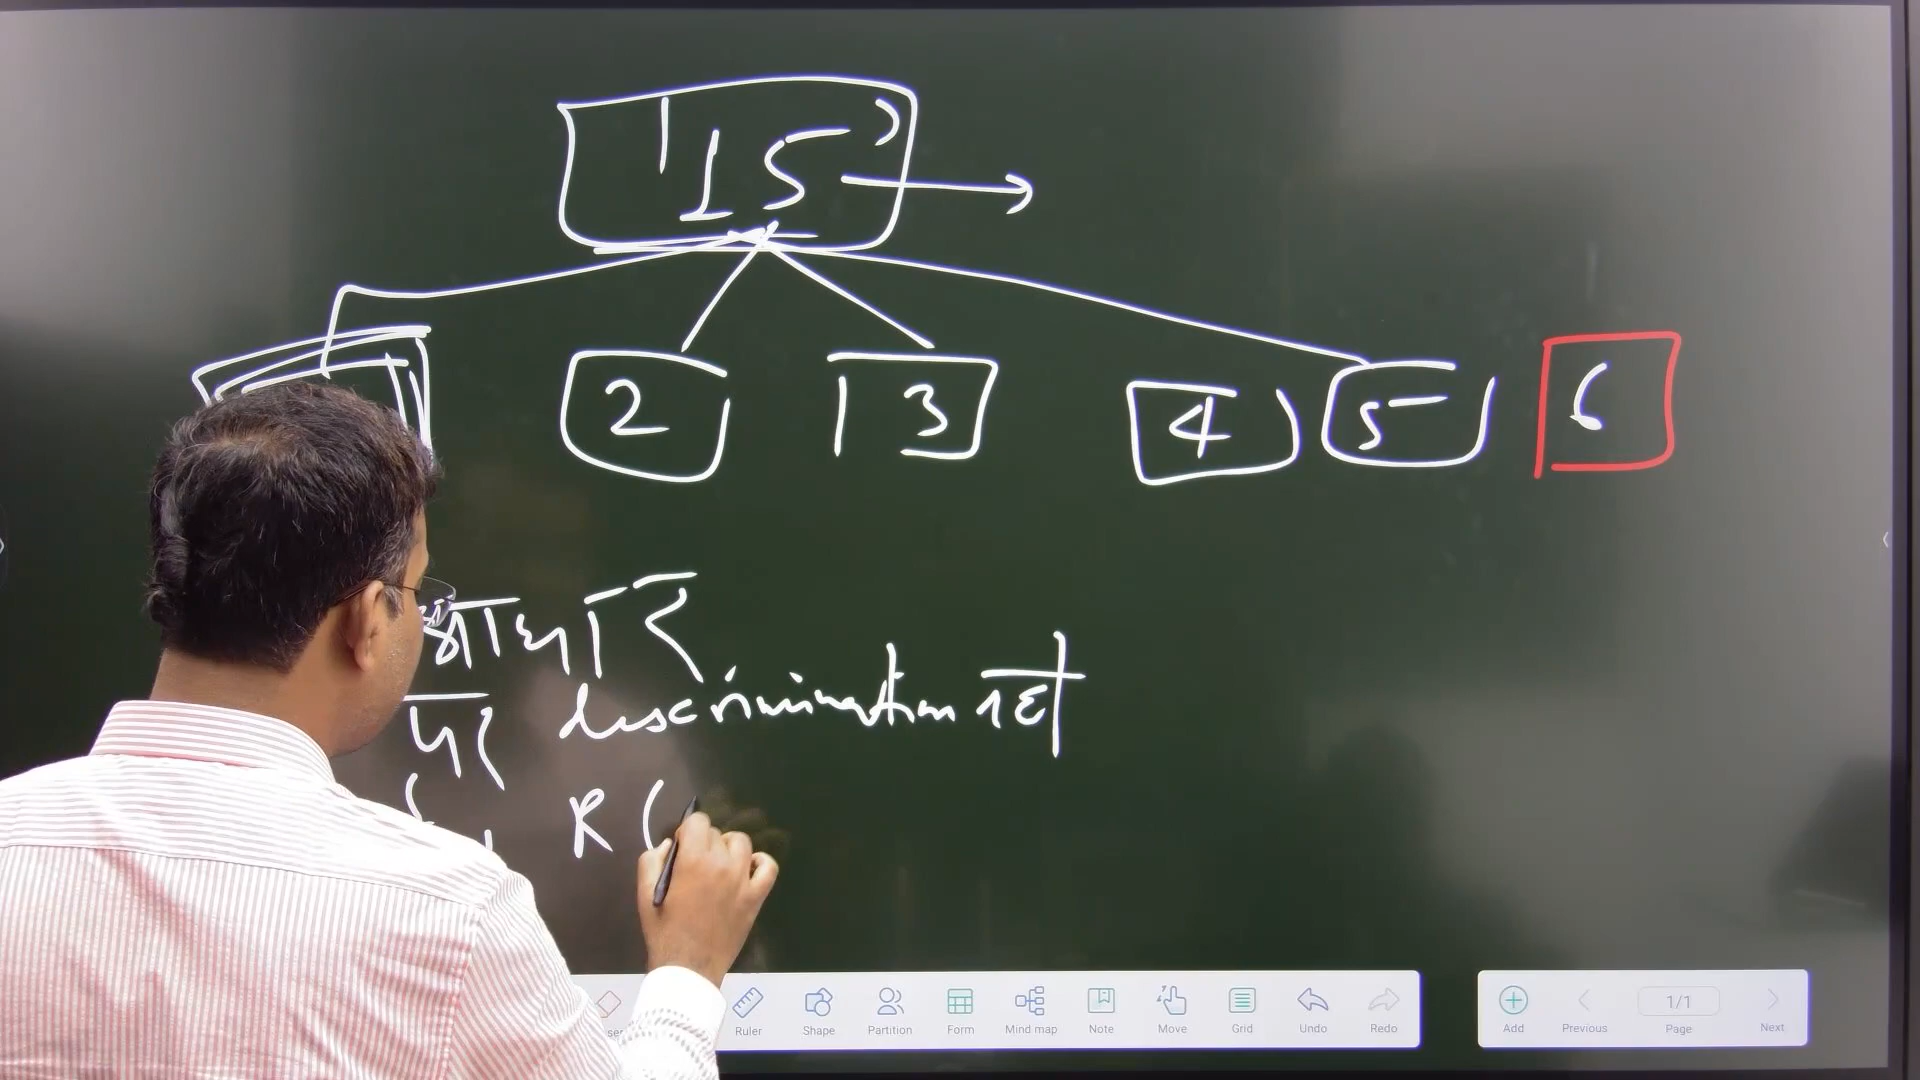 15
2 3 4 5 6
आधार
पर discrimination नही
R (
Ruler Shape Partition Form Mind map Note Move Grid Undo Redo Add Previous 1/1 Page Next